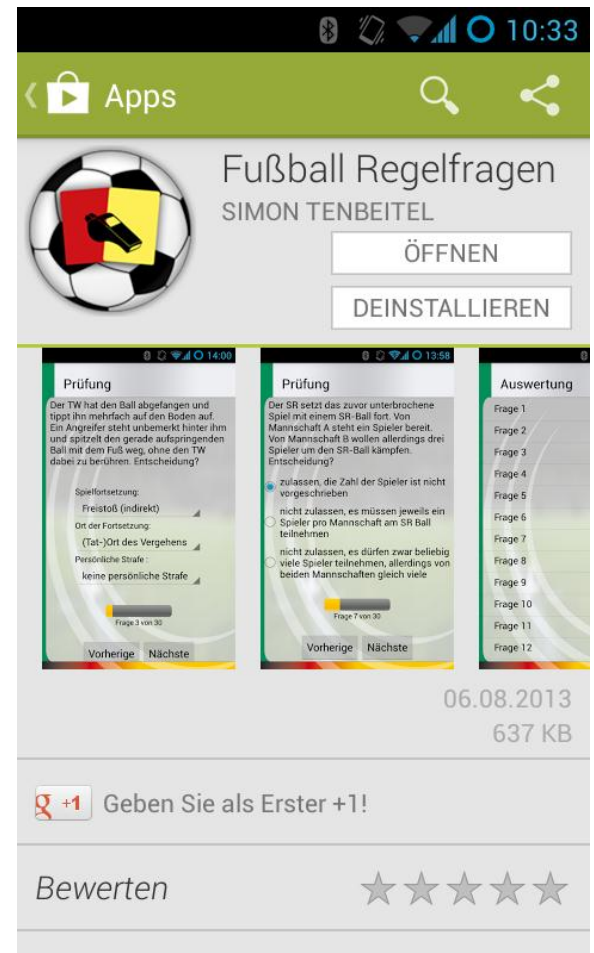 10:33
Apps
Fußball Regelfragen
SIMON TENBEITEL
ÖFFNEN
DEINSTALLIEREN
14:00
Prüfung
Der TW hat den Ball abgefangen und
tippt ihn mehrfach auf den Boden auf.
Ein Angreifer steht unbemerkt hinter ihm
und spitzelt den gerade aufspringenden
Ball mit dem Fuß weg, ohne den TW
dabei zu berühren. Entscheidung?
Spielfortsetzung:
Freistoß (indirekt)
Ort der Fortsetzung:
(Tat-)Ort des Vergehens
Persönliche Strafe :
keine persönliche Strafe
Frage 3 von 30
Vorherige Nächste
13:58
Prüfung
Der SR setzt das zuvor unterbrochene
Spiel mit einem SR-Ball fort. Von
Mannschaft A steht ein Spieler bereit.
Von Mannschaft B wollen allerdings drei
Spieler um den SR-Ball kämpfen.
Entscheidung?
zulassen, die Zahl der Spieler ist nicht
vorgeschrieben
nicht zulassen, es müssen jeweils ein
Spieler pro Mannschaft am SR Ball
teilnehmen
nicht zulassen, es dürfen zwar beliebig
viele Spieler teilnehmen, allerdings von
beiden Mannschaften gleich viele
Frage 7 von 30
Vorherige Nächste
Auswertung
Frage 1
Frage 2
Frage 3
Frage 4
Frage 5
Frage 6
Frage 7
Frage 8
Frage 9
Frage 10
Frage 11
Frage 12
06.08.2013
637 KB
g +1 Geben Sie als Erster +1!
Bewerten